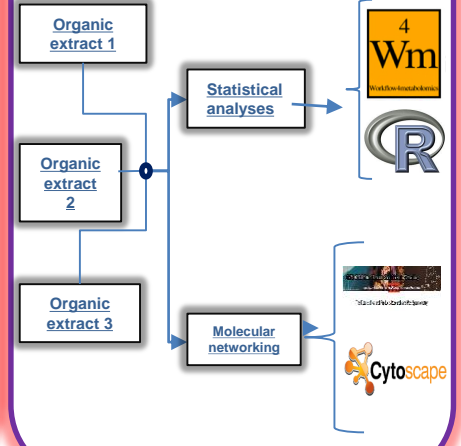 Organic
extract 1
Organic
extract
2
Organic
extract 3
Statistical
analyses
Molecular
networking
4
Wm
Workflow4metabolomics
R
Cytoscape